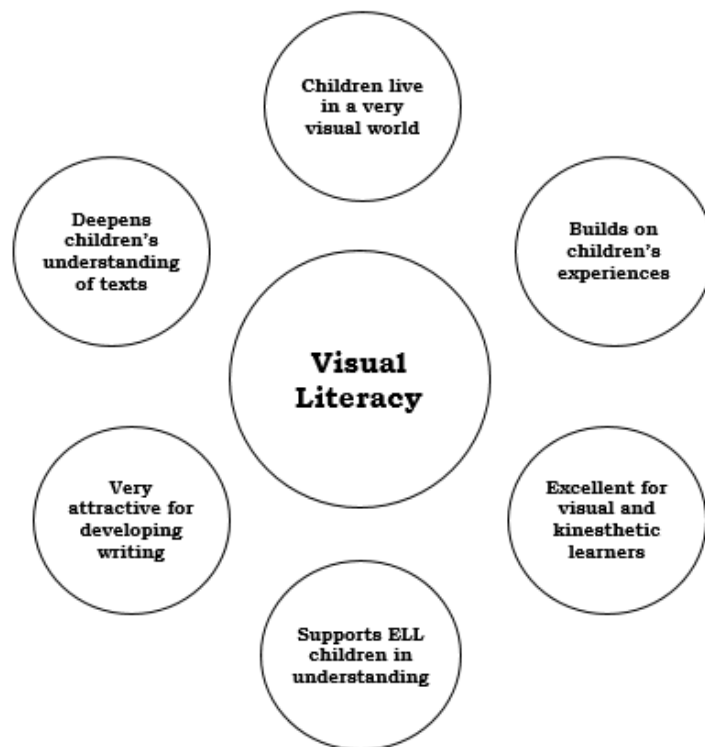 Children live
in a very
visual world
Deepens
children's
understanding
of texts
Builds on
children's
experiences
Visual
Literacy
Very
attractive for
developing
writing
Excellent for
visual and
kinesthetic
learners
Supports ELL
children in
understanding